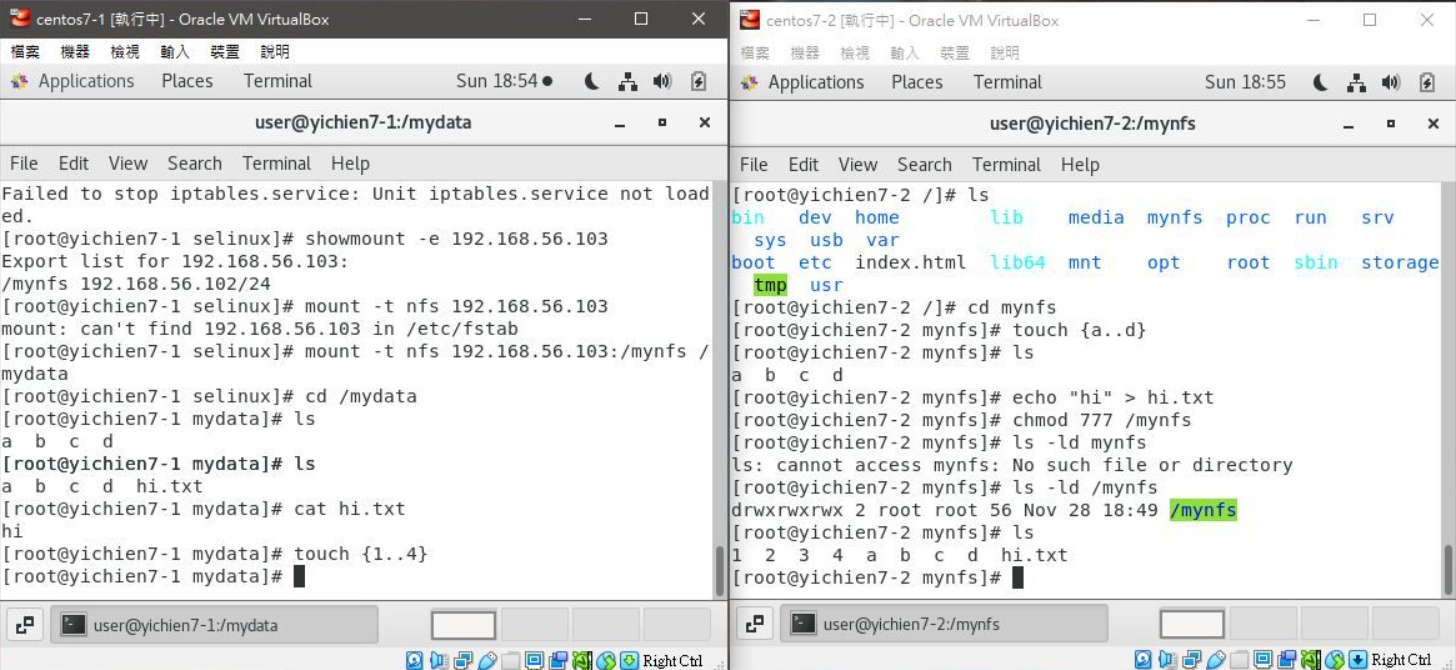 centos7-1 [執行中] - Oracle VM VirtualBox
檔案 機器 檢視 輸入 裝置 說明
Applications Places Terminal Sun 18:54
user@yichien7-1:/mydata
File Edit View Search Terminal Help
Failed to stop iptables.service: Unit iptables.service not load
ed.
[root@yichien7-1 selinux]# showmount -e 192.168.56.103
Export list for 192.168.56.103:
/mynfs 192.168.56.102/24
[root@yichien7-1 selinux]# mount -t nfs 192.168.56.103
mount: can't find 192.168.56.103 in /etc/fstab
[root@yichien7-1 selinux]# mount -t nfs 192.168.56.103:/mynfs /
mydata
[root@yichien7-1 selinux]# cd /mydata
[root@yichien7-1 mydata]# ls
a b c d
[root@yichien7-1 mydata]# ls
a b c d hi.txt
[root@yichien7-1 mydata]# cat hi.txt
hi
[root@yichien7-1 mydata]# touch {1..4}
[root@yichien7-1 mydata]#
user@yichien7-1:/mydata
Right Ctrl
centos7-2 [執行中] - Oracle VM VirtualBox
檔案 機器 檢視 輸入 裝置 說明
Applications Places Terminal Sun 18:55
user@yichien7-2:/mynfs
File Edit View Search Terminal Help
[root@yichien7-2 /]# ls
bin dev home lib media mynfs proc run srv
sys usb var
boot etc index.html lib64 mnt opt root sbin storage
tmp usr
[root@yichien7-2 /]# cd mynfs
[root@yichien7-2 mynfs]# touch {a..d}
[root@yichien7-2 mynfs]# ls
a b c d
[root@yichien7-2 mynfs]# echo "hi" > hi.txt
[root@yichien7-2 mynfs]# chmod 777 /mynfs
[root@yichien7-2 mynfs]# ls -ld mynfs
ls: cannot access mynfs: No such file or directory
[root@yichien7-2 mynfs]# ls -ld /mynfs
drwxrwxrwx 2 root root 56 Nov 28 18:49 /mynfs
[root@yichien7-2 mynfs]# ls
1 2 3 4 a b c d hi.txt
[root@yichien7-2 mynfs]#
user@yichien7-2:/mynfs
Right Ctrl